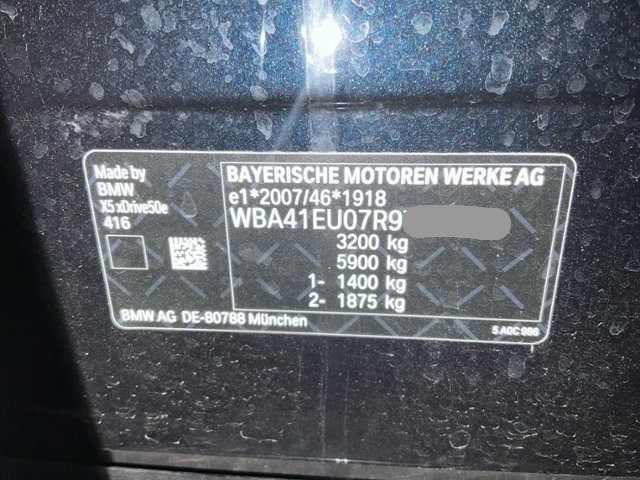 Made by
BMW
X5 xDrive50e
416
BAYERISCHE MOTOREN WERKE AG
e1*2007/46*1918
WBA41EU07R9
3200 kg
5900 kg
1- 1400 kg
2- 1875 kg
BMW AG DE-80788 München
5 A0C 986